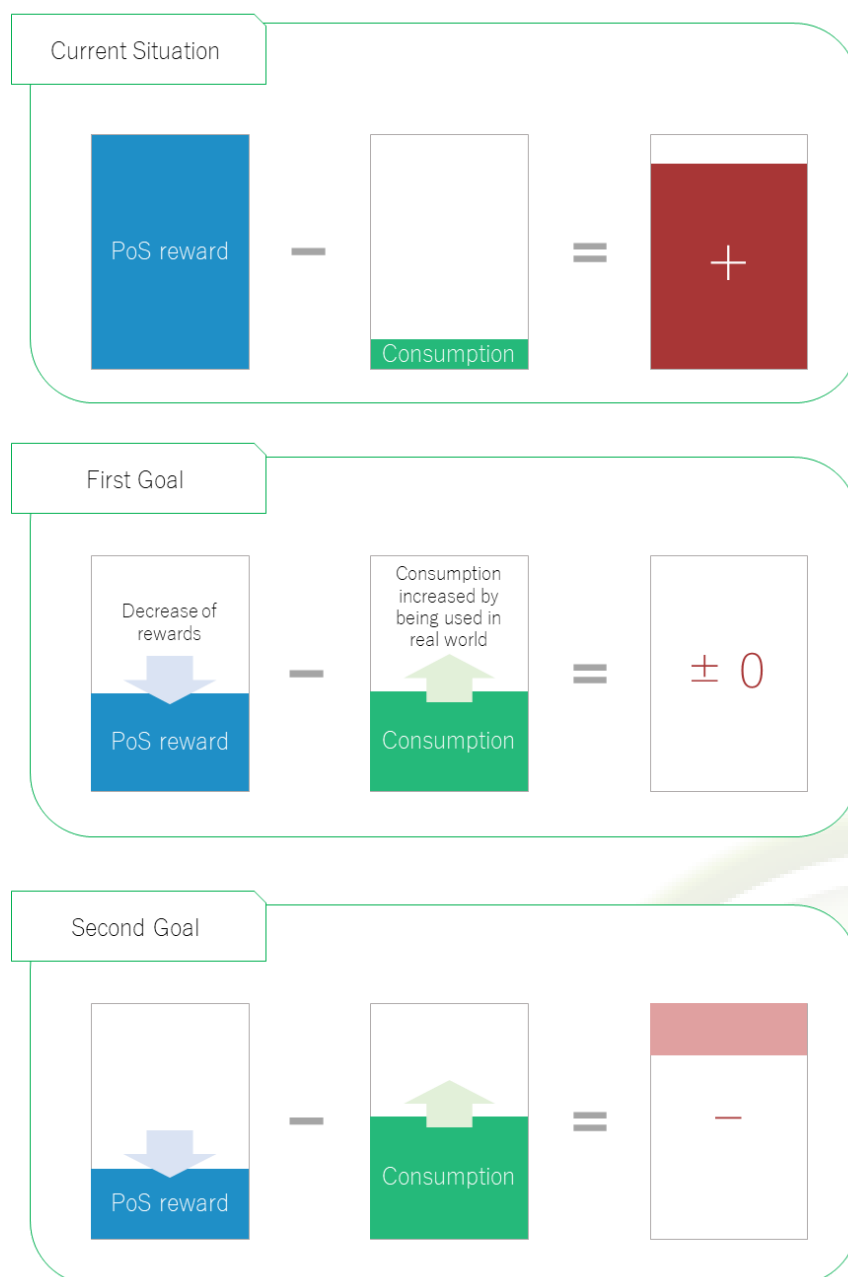 Current Situation
PoS reward
−
Consumption
=
+
First Goal
Decrease of
rewards
PoS reward
−
Consumption
increased by
being used in
real world
Consumption
=
± 0
Second Goal
PoS reward
−
Consumption
=
−